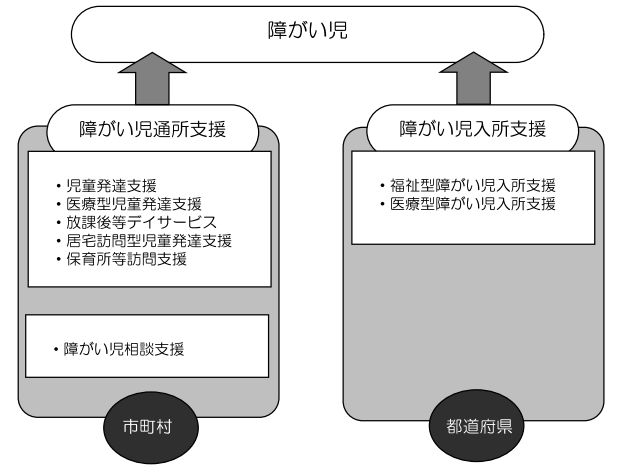 障がい児
障がい児通所支援
・児童発達支援
・医療型児童発達支援
・放課後等デイサービス
・居宅訪問型児童発達支援
・保育所等訪問支援
・障がい児相談支援
市町村
障がい児入所支援
・福祉型障がい児入所支援
・医療型障がい児入所支援
都道府県